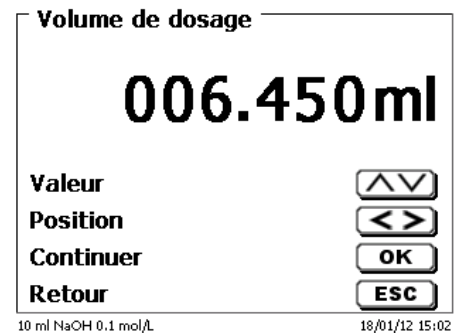 Volume de dosage
006.450ml
Valeur
Position
Continuer OK
Retour ESC
10 ml NaOH 0.1 mol/L 18/01/12 15:02